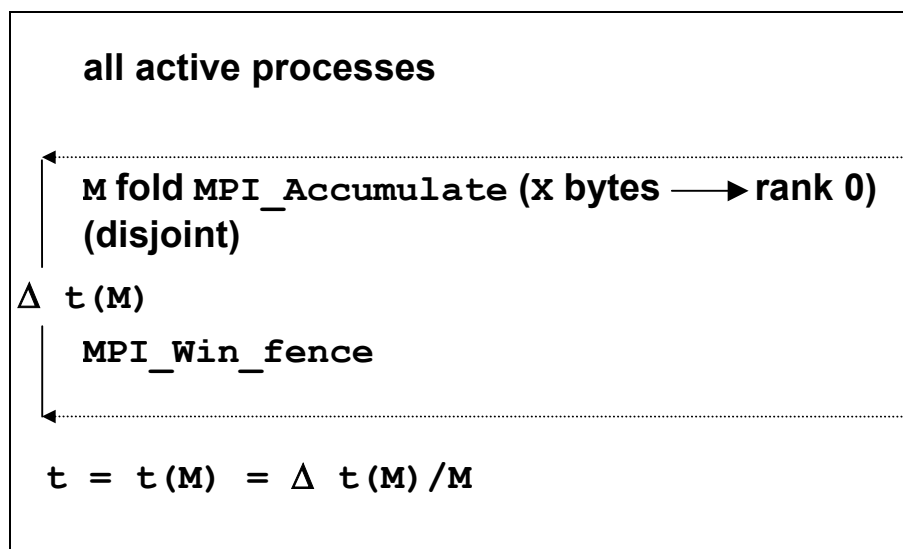 all active processes
M fold MPI_Accumulate (X bytes → rank 0)
(disjoint)
Δ t(M)
MPI_Win_fence
t = t(M) = Δ t(M)/M